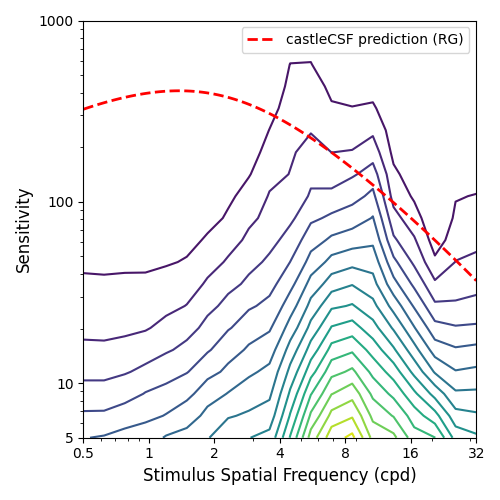 1000
castleCSF prediction (RG)
100
10
5
Sensitivity
0.5 1 2 4 8 16 32
Stimulus Spatial Frequency (cpd)